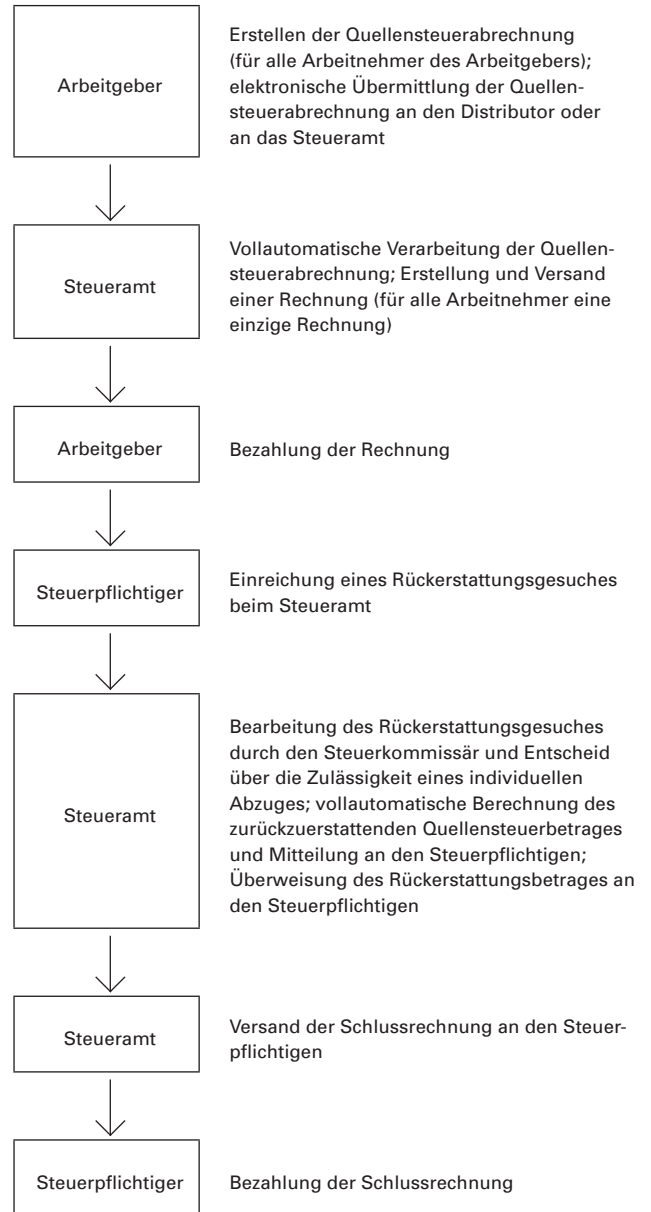 Arbeitgeber
Erstellen der Quellensteuerabrechnung
(für alle Arbeitnehmer des Arbeitgebers);
elektronische Übermittlung der Quellen-
steuerabrechnung an den Distributor oder
an das Steueramt
Steueramt
Vollautomatische Verarbeitung der Quellen-
steuerabrechnung; Erstellung und Versand
einer Rechnung (für alle Arbeitnehmer eine
einzige Rechnung)
Arbeitgeber
Bezahlung der Rechnung
Steuerpflichtiger
Einreichung eines Rückerstattungsgesuches
beim Steueramt
Steueramt
Bearbeitung des Rückerstattungsgesuches
durch den Steuerkommissär und Entscheid
über die Zulässigkeit eines individuellen
Abzuges; vollautomatische Berechnung des
zurückzuerstattenden Quellensteuerbetrages
und Mitteilung an den Steuerpflichtigen;
Überweisung des Rückerstattungsbetrages an
den Steuerpflichtigen
Steueramt
Versand der Schlussrechnung an den Steuer-
pflichtigen
Steuerpflichtiger
Bezahlung der Schlussrechnung